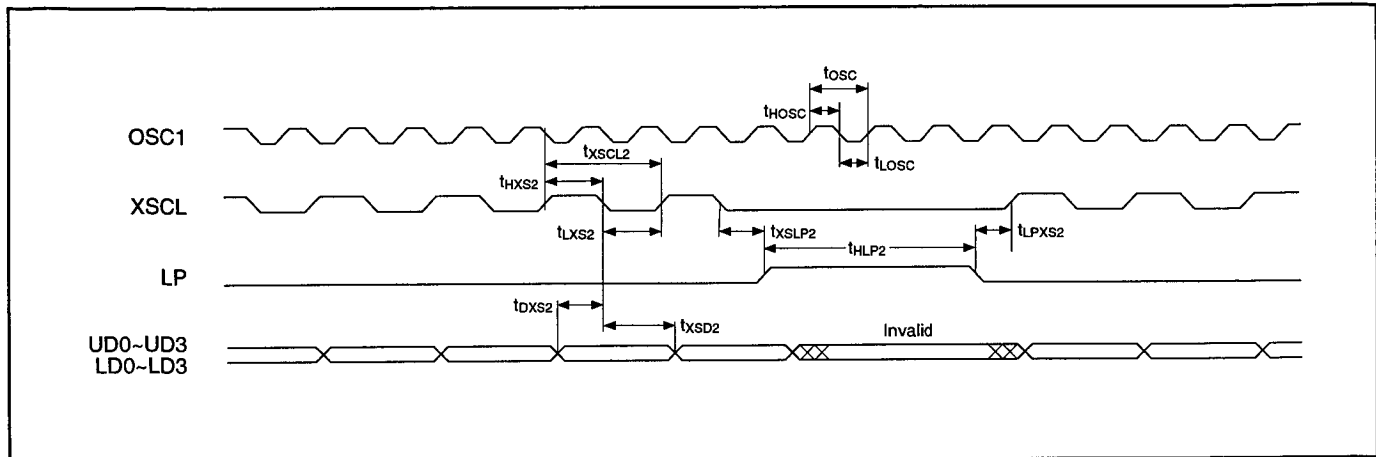 tOSC
tHOSC
OSC1
tXSCL2
tLOSC
tHXS2
XSCL
tLXS2
tXSLP2
tHLP2
tLPXS2
LP
tDXS2
tXSD2
Invalid
UD0~UD3
LD0~LD3